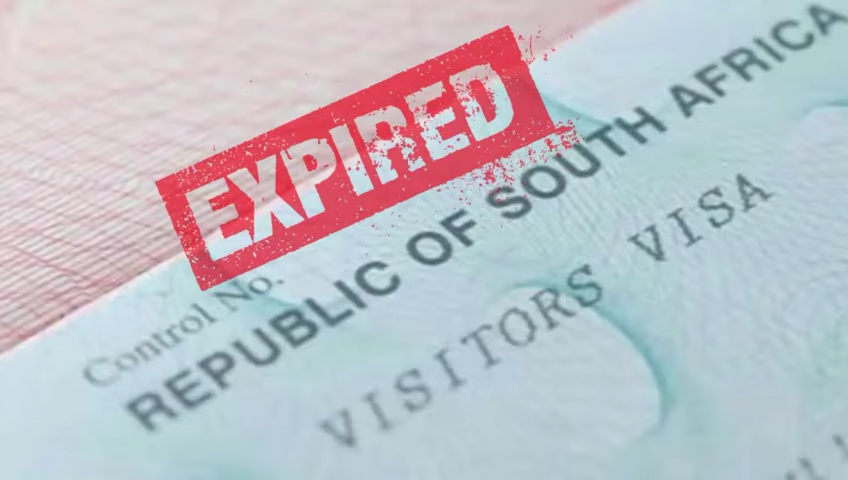 EXPIRED
Control No.
REPUBLIC OF SOUTH AFRICA
VISITORS VISA